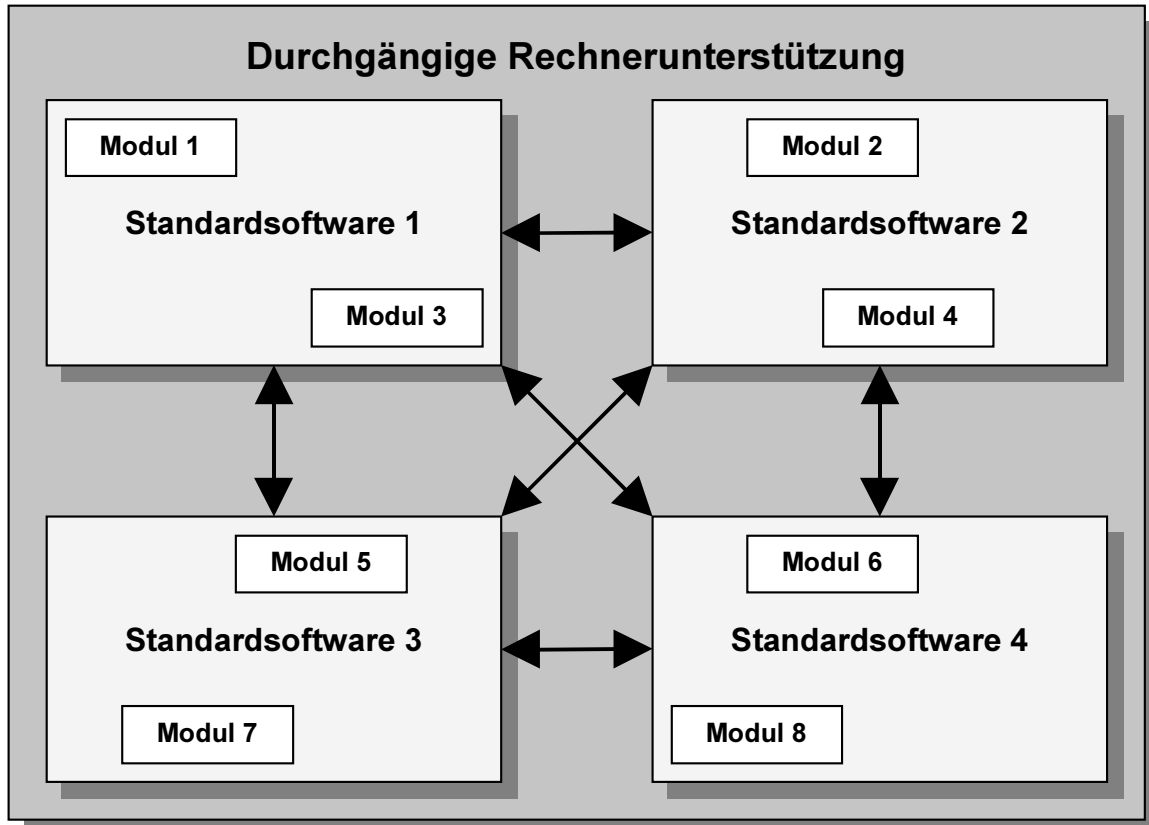 Durchgängige Rechnerunterstützung
Modul 1
Standardsoftware 1
Modul 3
Modul 2
Standardsoftware 2
Modul 4
Modul 5
Standardsoftware 3
Modul 7
Modul 6
Standardsoftware 4
Modul 8